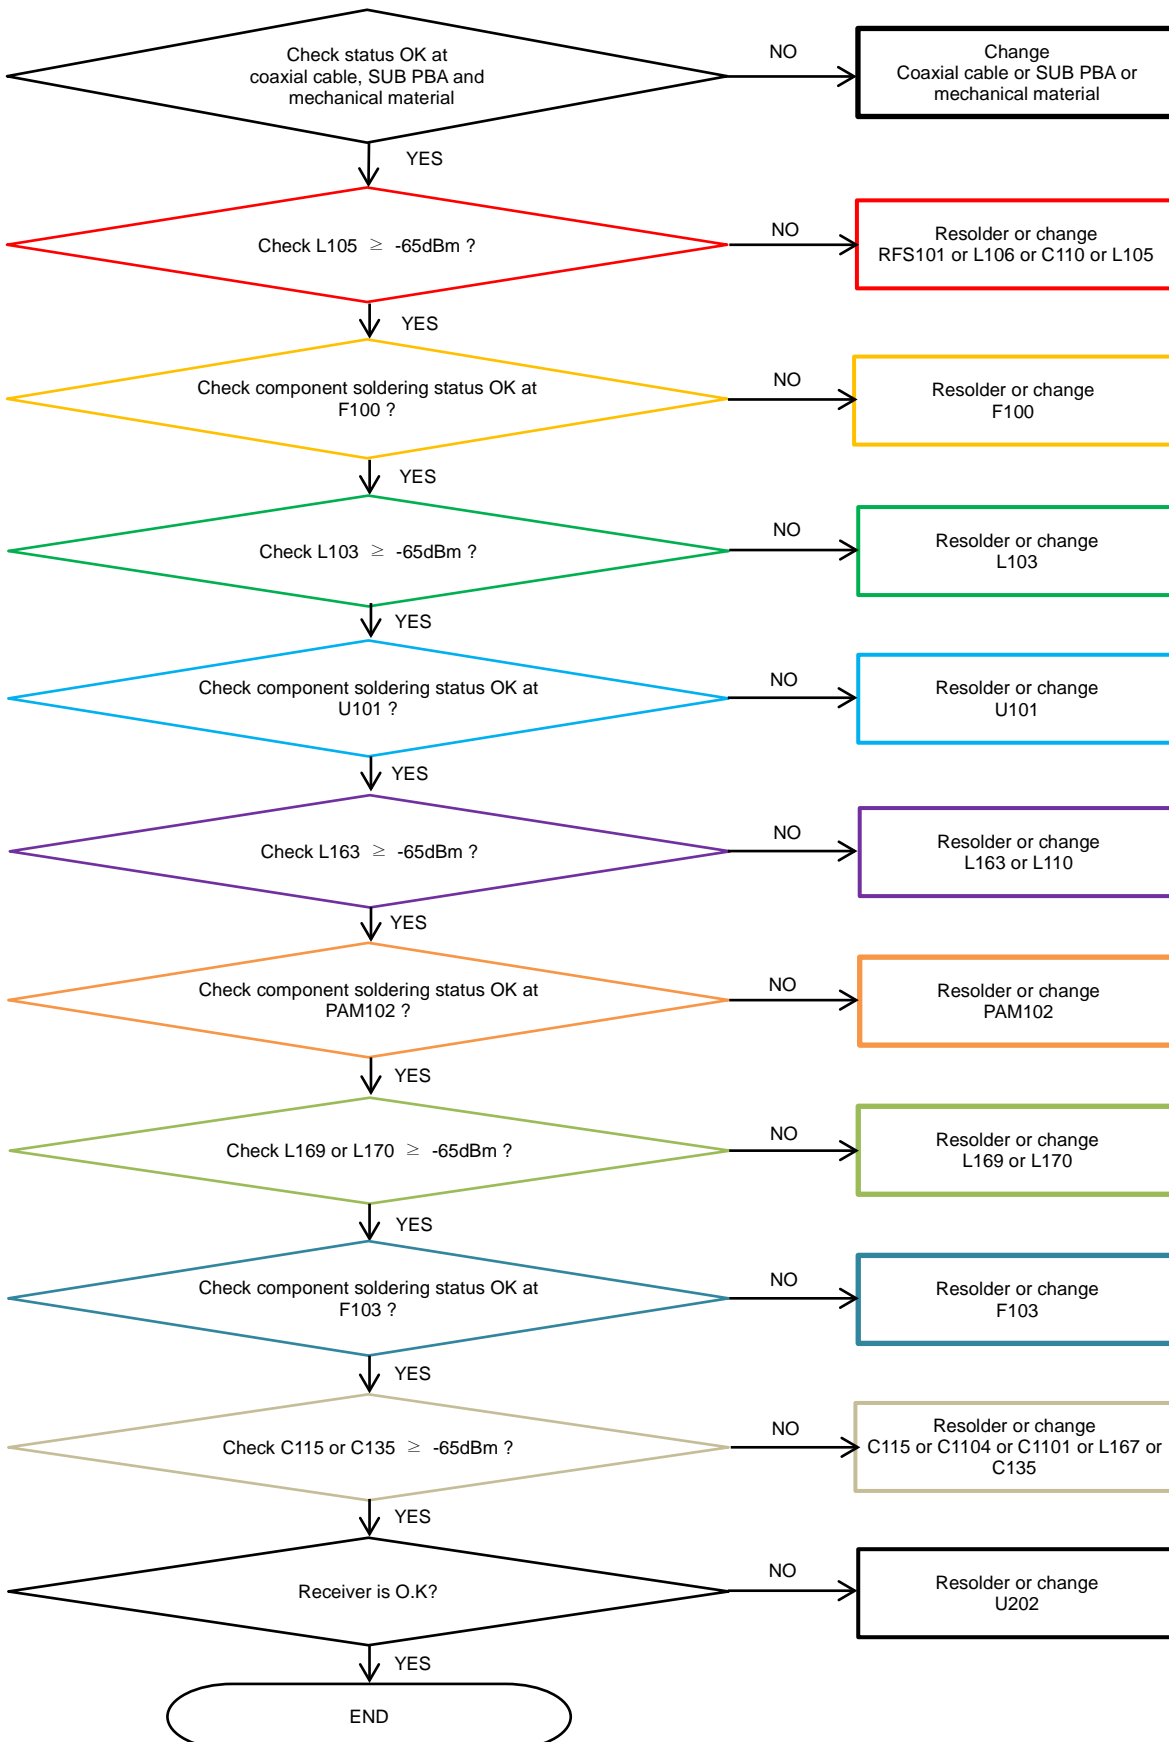 Check status OK at
coaxial cable, SUB PBA and
mechanical material
NO
Change
Coaxial cable or SUB PBA or
mechanical material
YES
Check L105 ≥ -65dBm ?
NO
Resolder or change
RFS101 or L106 or C110 or L105
YES
Check component soldering status OK at
F100 ?
NO
Resolder or change
F100
YES
Check L103 ≥ -65dBm ?
NO
Resolder or change
L103
YES
Check component soldering status OK at
U101 ?
NO
Resolder or change
U101
YES
Check L163 ≥ -65dBm ?
NO
Resolder or change
L163 or L110
YES
Check component soldering status OK at
PAM102 ?
NO
Resolder or change
PAM102
YES
Check L169 or L170 ≥ -65dBm ?
NO
Resolder or change
L169 or L170
YES
Check component soldering status OK at
F103 ?
NO
Resolder or change
F103
YES
Check C115 or C135 ≥ -65dBm ?
NO
Resolder or change
C115 or C1104 or C1101 or L167 or
C135
YES
Receiver is O.K?
NO
Resolder or change
U202
YES
END